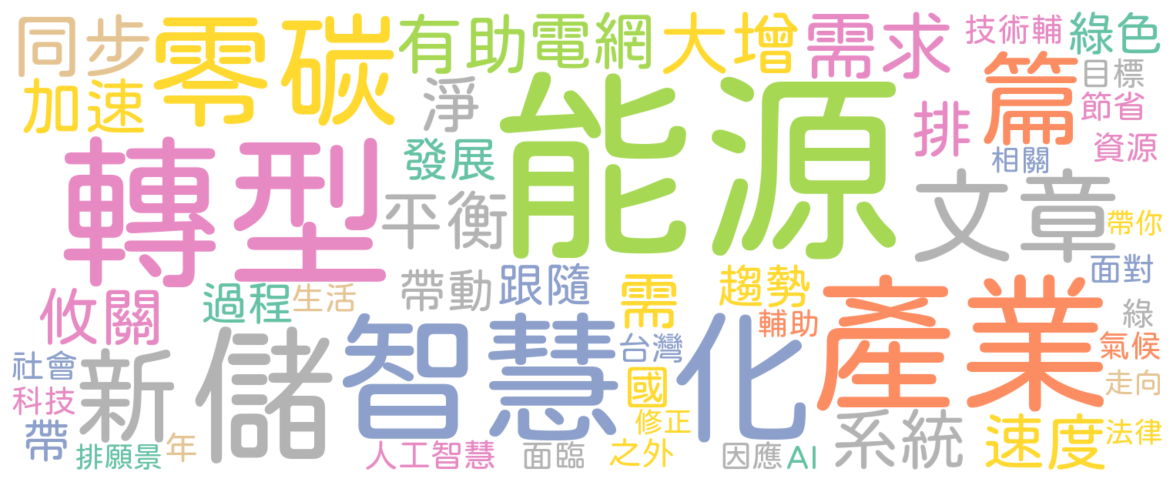 同步
零碳
有助
電網
大增
需求
技術輔
綠色
加速
淨
能源
排
篇
目標
節省
轉型
發展
相關
資源
平衡
文章
帶你
攸關
過程
生活
帶動
跟隨
需
趨勢
產業
面對
社會
新
儲
智慧
化
台灣
輔助
綠
氣候
科技
國
走向
帶
修正
系統
速度
法律
排願景
年
人工智慧
面臨
之外
因應
AI